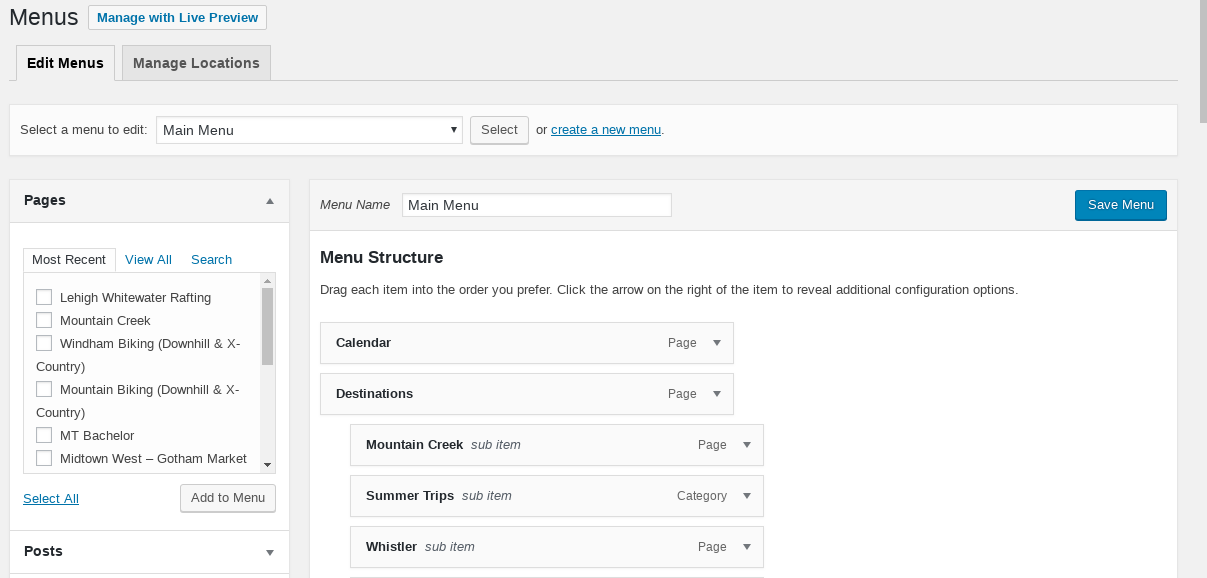 Menus Manage with Live Preview
Edit Menus Manage Locations
Select a menu to edit: Main Menu Select or create a new menu.
Pages
Most Recent View All Search
Lehigh Whitewater Rafting
Mountain Creek
Windham Biking (Downhill & X-
Country)
Mountain Biking (Downhill & X-
Country)
MT Bachelor
Midtown West – Gotham Market
Select All Add to Menu
Posts
Menu Name Main Menu Save Menu
Menu Structure
Drag each item into the order you prefer. Click the arrow on the right of the item to reveal additional configuration options.
Calendar Page
Destinations Page
Mountain Creek sub item Page
Summer Trips sub item Category
Whistler sub item Page